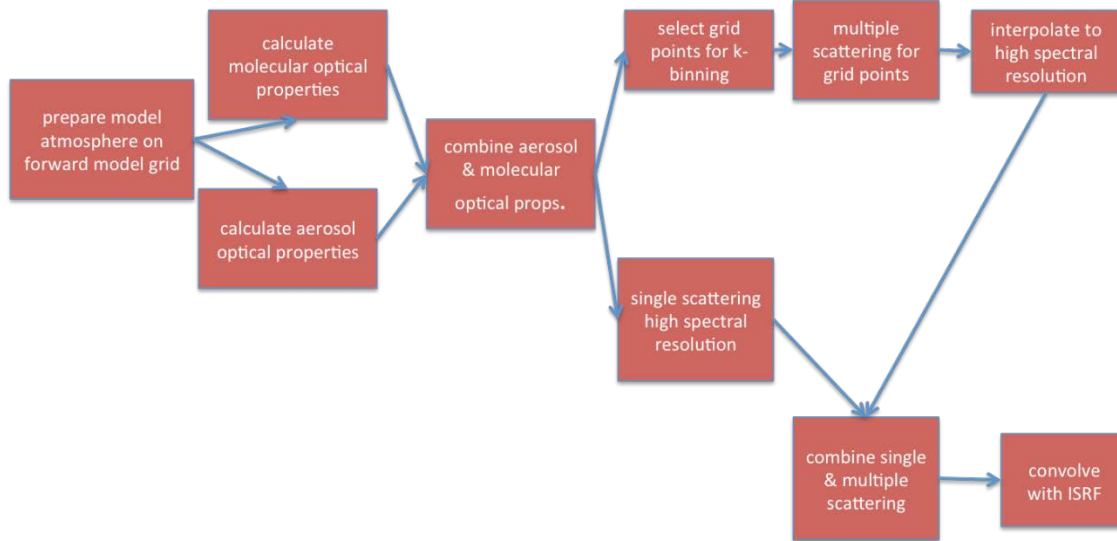 prepare model
atmosphere on
forward model grid
calculate
molecular optical
properties
calculate aerosol
optical properties
combine aerosol
& molecular
optical props.
select grid
points for k-
binning
multiple
scattering for
grid points
interpolate to
high spectral
resolution
single scattering
high spectral
resolution
combine single
& multiple
scattering
convolve
with ISRF